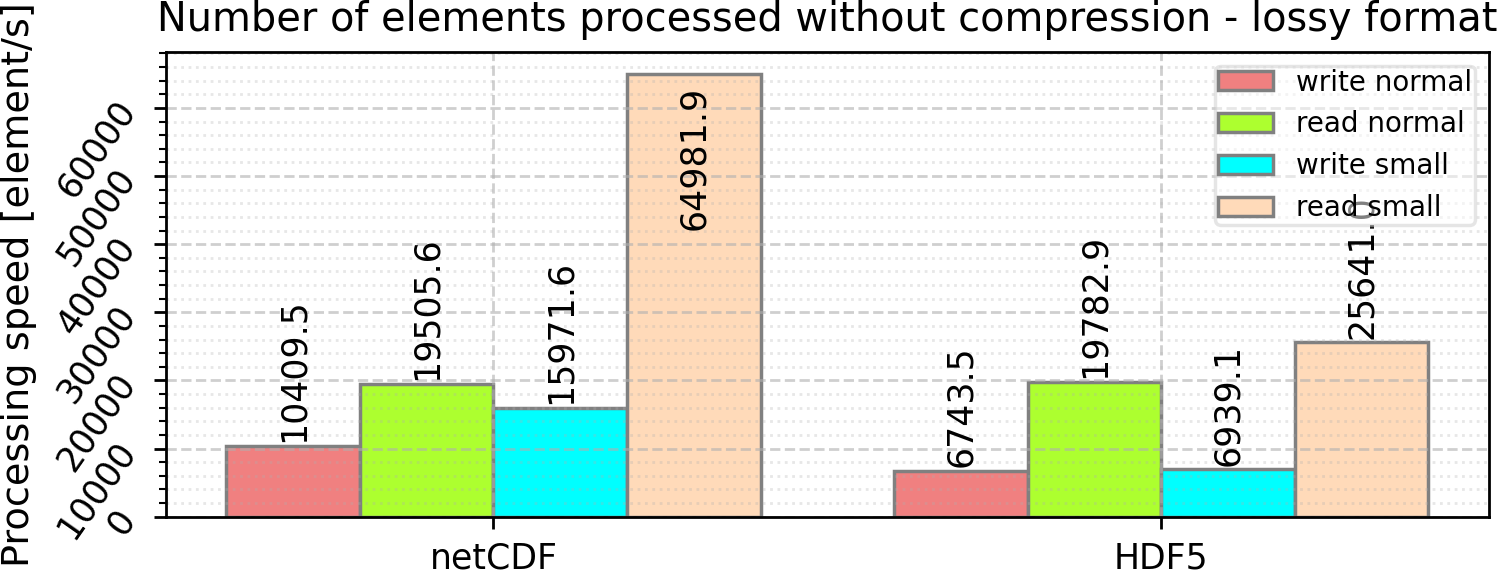 Number of elements processed without compression - lossy format
Processing speed [element/s]
60000
50000
40000
30000
20000
10000
0
10409.5
19505.6
15971.6
64981.9
6743.5
19782.9
6939.1
25641.0
write normal
read normal
write small
read small
netCDF
HDF5